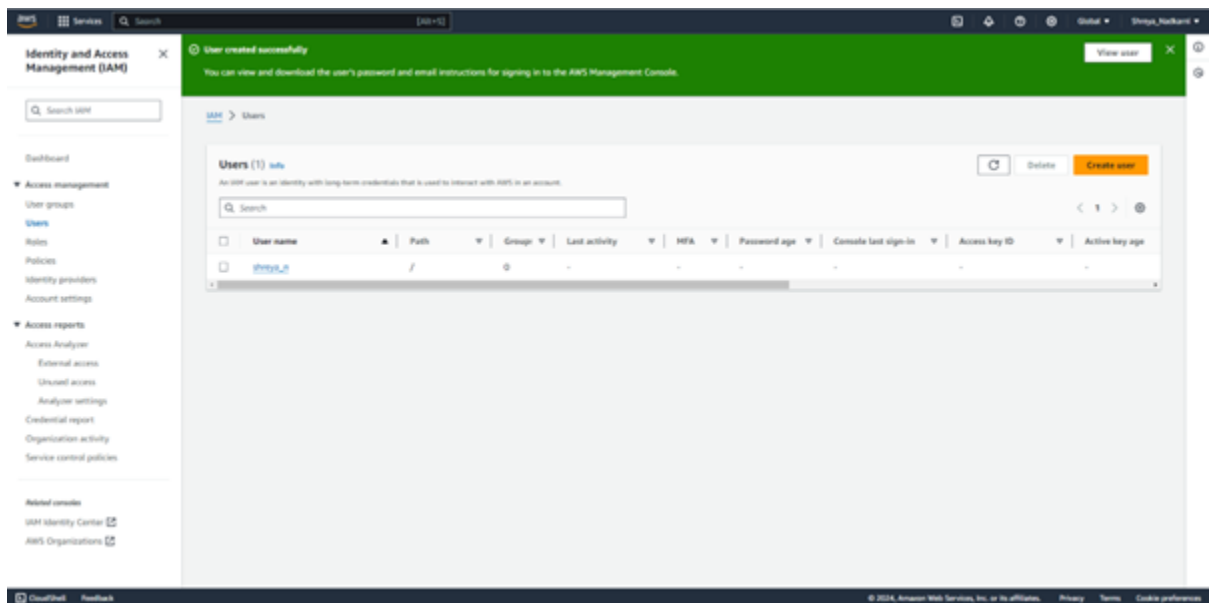 aws Services Search [Alt+S] Global Shreya_Nadkarni
Identity and Access
Management (IAM)
Search IAM
Dashboard
Access management
User groups
Users
Roles
Policies
Identity providers
Account settings
Access reports
Access Analyzer
External access
Unused access
Analyzer settings
Credential report
Organization activity
Service control policies
Related consoles
IAM Identity Center
AWS Organizations
User created successfully
You can view and download the user's password and email instructions for signing in to the AWS Management Console.
View user
IAM > Users
Users (1) Info
Delete Create user
An IAM user is an identity with long-term credentials that is used to interact with AWS in an account.
Search
1
User name Path Groups Last activity MFA Password age Console last sign-in Access key ID Active key age
shreya_n / 0 - - - - - -
CloudShell Feedback © 2024, Amazon Web Services, Inc. or its affiliates. Privacy Terms Cookie preferences